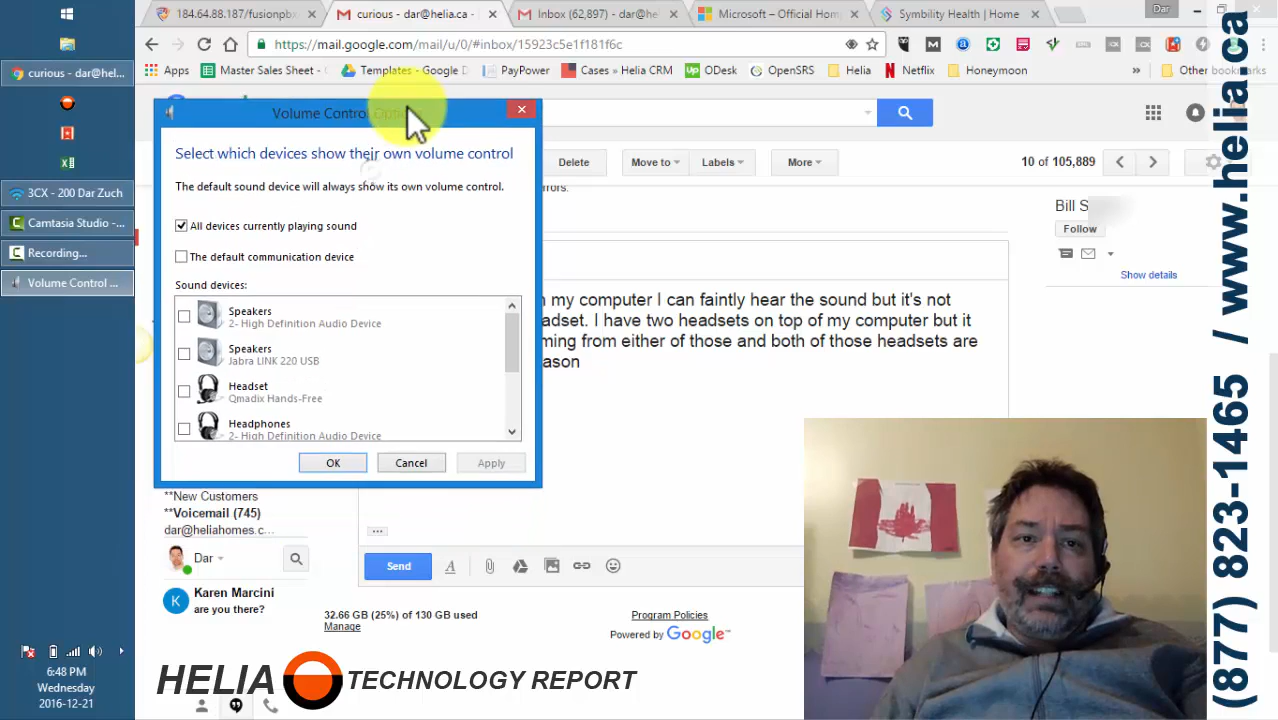 184.64.88.187/fusionpb
curious - dar@helia.ca -
Inbox (62,897) - dar@he
Microsoft – Official Hom
Symbility Health | Home
Dar
https://mail.google.com/mail/u/0/#inbox/15923c5e1f181f6c
Apps
Master Sales Sheet -
Templates - Google D
PayPower
Cases » Helia CRM
ODesk
OpenSIS
Helia
Netflix
Honeymoon
Other bookmarks
curious - dar@hel...
3CX - 200 Dar Zuch
Camtasia Studio -...
Recording...
Volume Control ...
Volume Control Options
Select which devices show their own volume control
The default sound device will always show its own volume control.
All devices currently playing sound
The default communication device
Sound devices:
Speakers
2- High Definition Audio Device
Speakers
Jabra LINK 220 USB
Headset
Qmadix Hands-Free
Headphones
2- High Definition Audio Device
OK
Cancel
Apply
Delete
Move to
Labels
More
10 of 105,889
rrors.
Bill S
Follow
Show details
n my computer I can faintly hear the sound but it's not
adset. I have two headsets on top of my computer but it
ming from either of those and both of those headsets are
ason
**New Customers
**Voicemail (745)
dar@heliahomes.c...
Dar
Karen Marcini
are you there?
Send
32.66 GB (25%) of 130 GB used
Manage
Program Policies
Powered by Google™
6:48 PM
Wednesday
2016-12-21
HELIA TECHNOLOGY REPORT
(877) 823-1465 / www.helia.ca